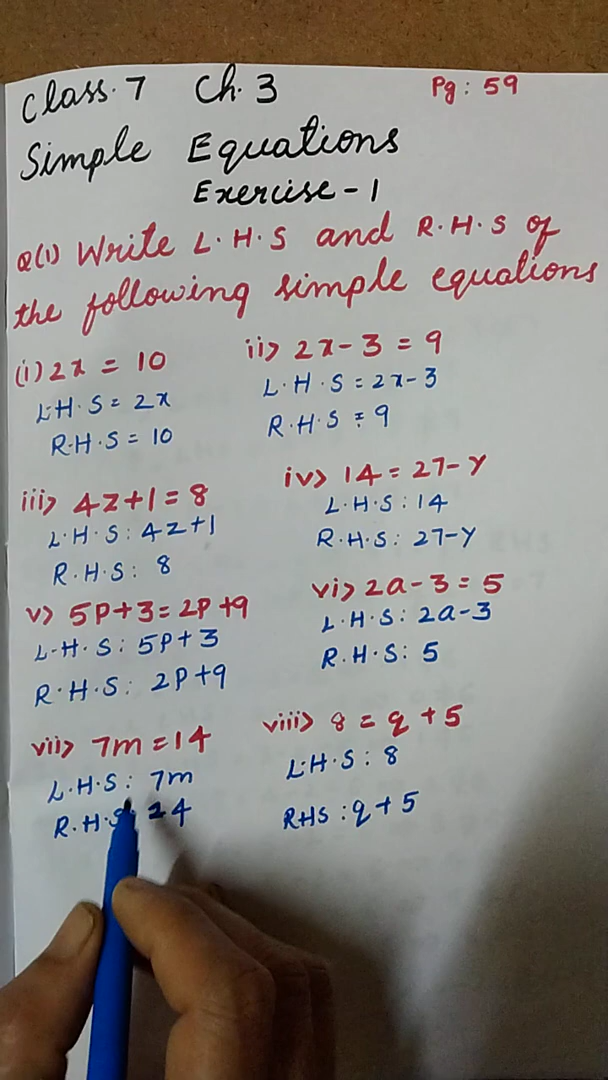 Class. 7 Ch. 3 Pg: 59
Simple Equations
Exercise - 1
Q(1) Write L.H.S and R.H.S of
the following simple equations
(i) 2x = 10
L.H.S = 2x
R.H.S = 10
ii> 2x - 3 = 9
L.H.S = 2x - 3
R.H.S = 9
iii> 4z + 1 = 8
L.H.S : 4z + 1
R.H.S : 8
iv> 14 = 27 - y
L.H.S : 14
R.H.S : 27 - y
v> 5p + 3 = 2p + 9
L.H.S : 5p + 3
R.H.S : 2p + 9
vi> 2a - 3 = 5
L.H.S : 2a - 3
R.H.S : 5
vii> 7m = 14
L.H.S : 7m
R.H.S : 24
viii> 8 = q + 5
L.H.S : 8
RHS : q + 5